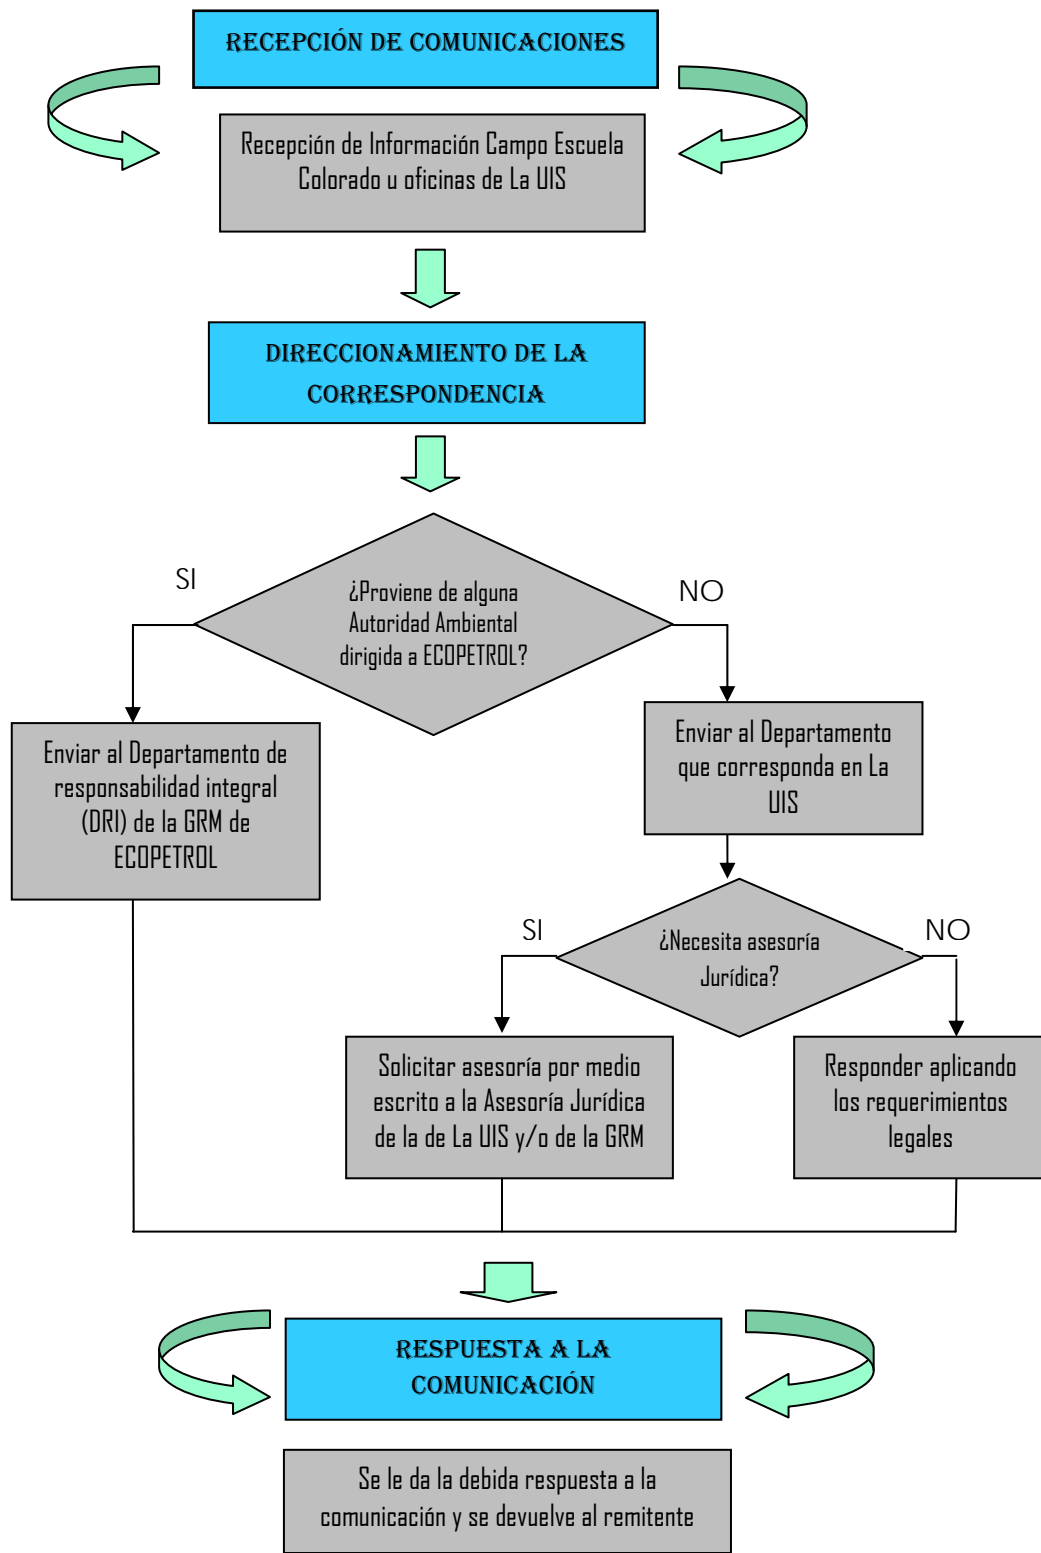 RECEPCIÓN DE COMUNICACIONES
Recepción de Información Campo Escuela
Colorado u oficinas de La UIS
DIRECCIONAMIENTO DE LA
CORRESPONDENCIA
SI
¿Proviene de alguna
Autoridad Ambiental
dirigida a ECOPETROL?
NO
Enviar al Departamento de
responsabilidad integral
(DRI) de la GRM de
ECOPETROL
Enviar al Departamento
que corresponda en La
UIS
SI
¿Necesita asesoría
Jurídica?
NO
Solicitar asesoría por medio
escrito a la Asesoría Jurídica
de la de La UIS y/o de la GRM
Responder aplicando
los requerimientos
legales
RESPUESTA A LA
COMUNICACIÓN
Se le da la debida respuesta a la
comunicación y se devuelve al remitente